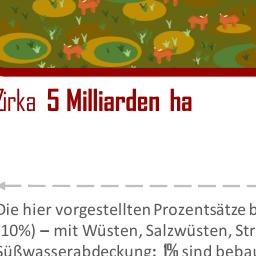 Zirka 5 Milliarden ha
Die hier vorgestellten Prozentsätze b
10%) – mit Wüsten, Salzwüsten, Str
Süßwasserabdeckung: 1% sind bebau